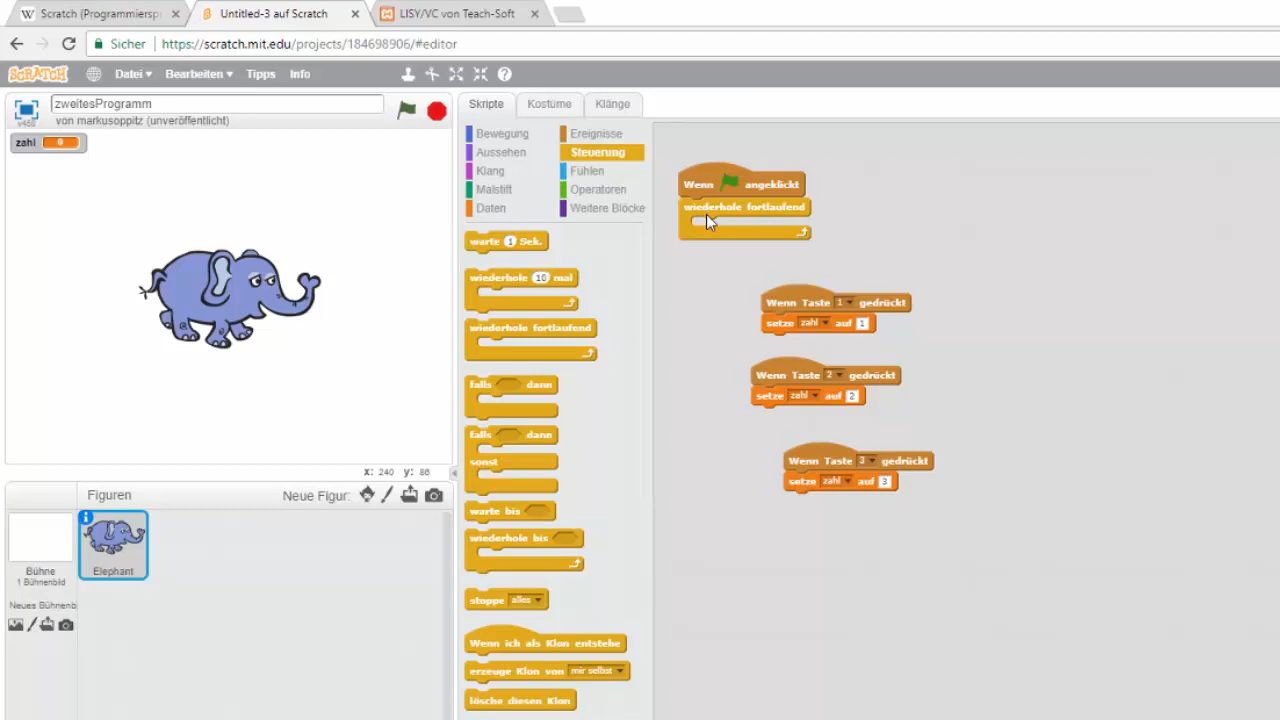 Scratch (Programmiersp
Untitled-3 auf Scratch
LISY/VC von Teach-Soft
Sicher
https://scratch.mit.edu/projects/184698906/#editor
SCRATCH
Datei
Bearbeiten
Tipps
Info
v460
zweitesProgramm
von markusoppitz (unveröffentlicht)
zahl 0
x: 240 y: 86
Figuren
Neue Figur:
Bühne
1 Bühnenbild
Neues Bühnenb
Elephant
Skripte
Kostüme
Klänge
Bewegung
Ereignisse
Aussehen
Steuerung
Klang
Fühlen
Malstift
Operatoren
Daten
Weitere Blöcke
warte 1 Sek.
wiederhole 10 mal
wiederhole fortlaufend
falls dann
falls dann
sonst
warte bis
wiederhole bis
stoppe alles
Wenn ich als Klon entstehe
erzeuge Klon von mir selbst
lösche diesen Klon
Wenn angeklickt
wiederhole fortlaufend
Wenn Taste 1 gedrückt
setze zahl auf 1
Wenn Taste 2 gedrückt
setze zahl auf 2
Wenn Taste 3 gedrückt
setze zahl auf 3